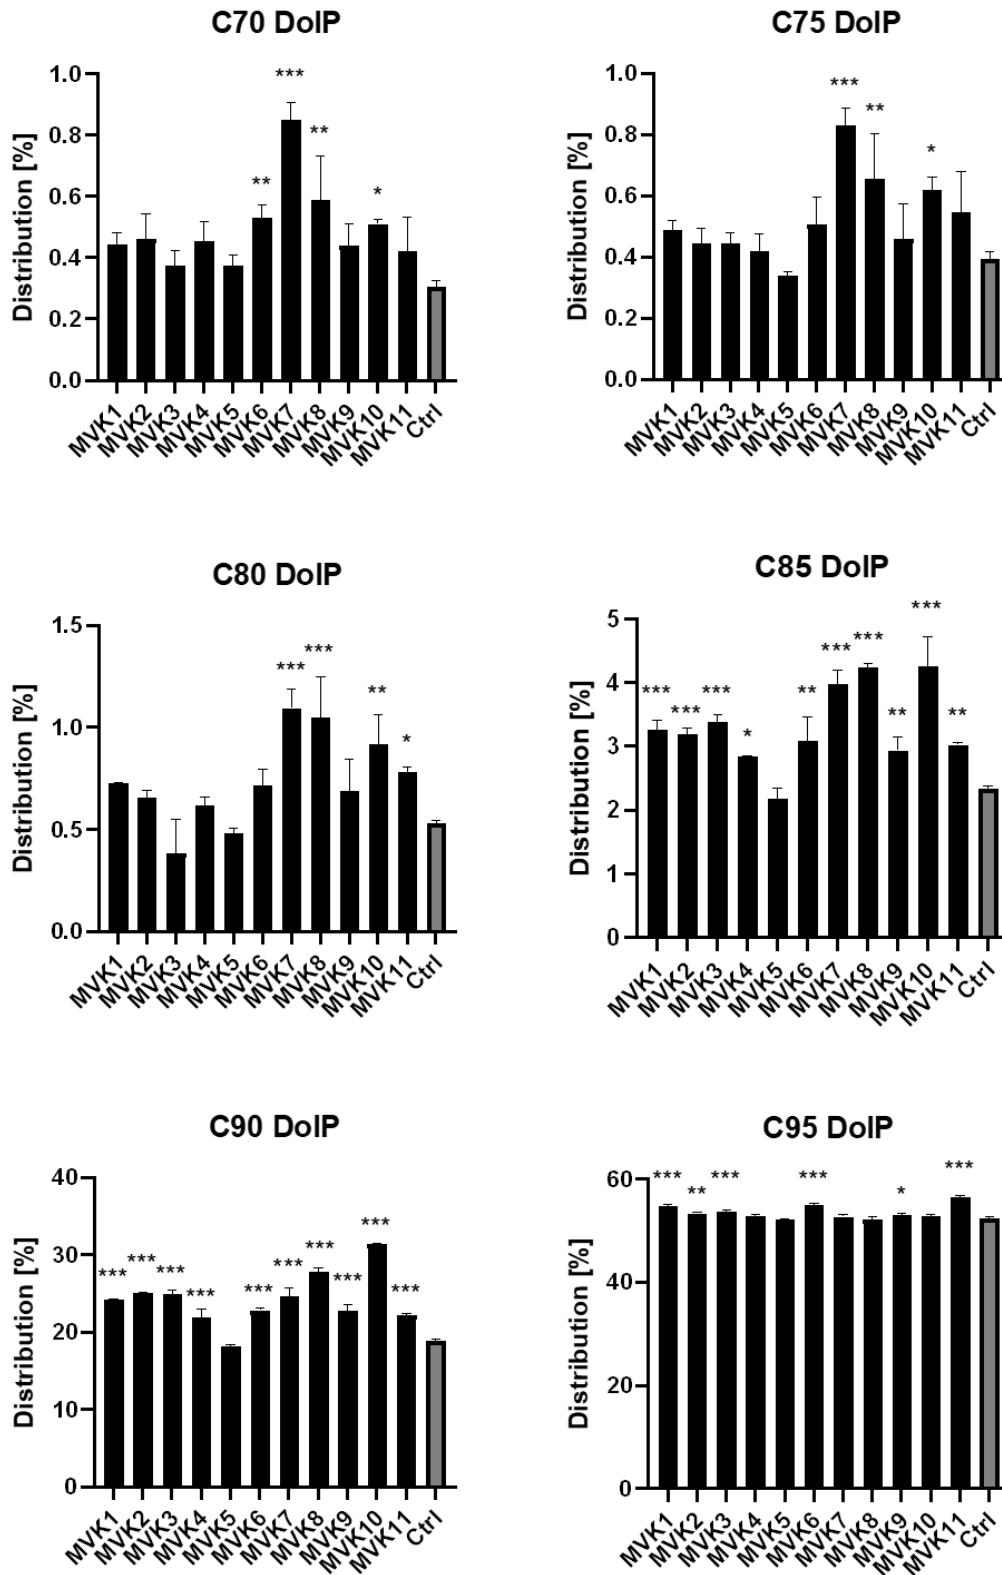 C70 DolP
Distribution [%]
1.0
0.8
0.6
0.4
0.2
0.0
***
**
**
*
MVK1
MVK2
MVK3
MVK4
MVK5
MVK6
MVK7
MVK8
MVK9
MVK10
MVK11
Ctrl
C75 DolP
Distribution [%]
1.0
0.8
0.6
0.4
0.2
0.0
***
**
*
MVK1
MVK2
MVK3
MVK4
MVK5
MVK6
MVK7
MVK8
MVK9
MVK10
MVK11
Ctrl
C80 DolP
Distribution [%]
1.5
1.0
0.5
0.0
***
***
**
*
MVK1
MVK2
MVK3
MVK4
MVK5
MVK6
MVK7
MVK8
MVK9
MVK10
MVK11
Ctrl
C85 DolP
Distribution [%]
5
4
3
2
1
0
***
***
***
*
**
***
***
**
***
**
MVK1
MVK2
MVK3
MVK4
MVK5
MVK6
MVK7
MVK8
MVK9
MVK10
MVK11
Ctrl
C90 DolP
Distribution [%]
40
30
20
10
0
***
***
***
***
***
***
***
***
***
***
MVK1
MVK2
MVK3
MVK4
MVK5
MVK6
MVK7
MVK8
MVK9
MVK10
MVK11
Ctrl
C95 DolP
Distribution [%]
60
40
20
0
***
**
***
***
*
***
MVK1
MVK2
MVK3
MVK4
MVK5
MVK6
MVK7
MVK8
MVK9
MVK10
MVK11
Ctrl